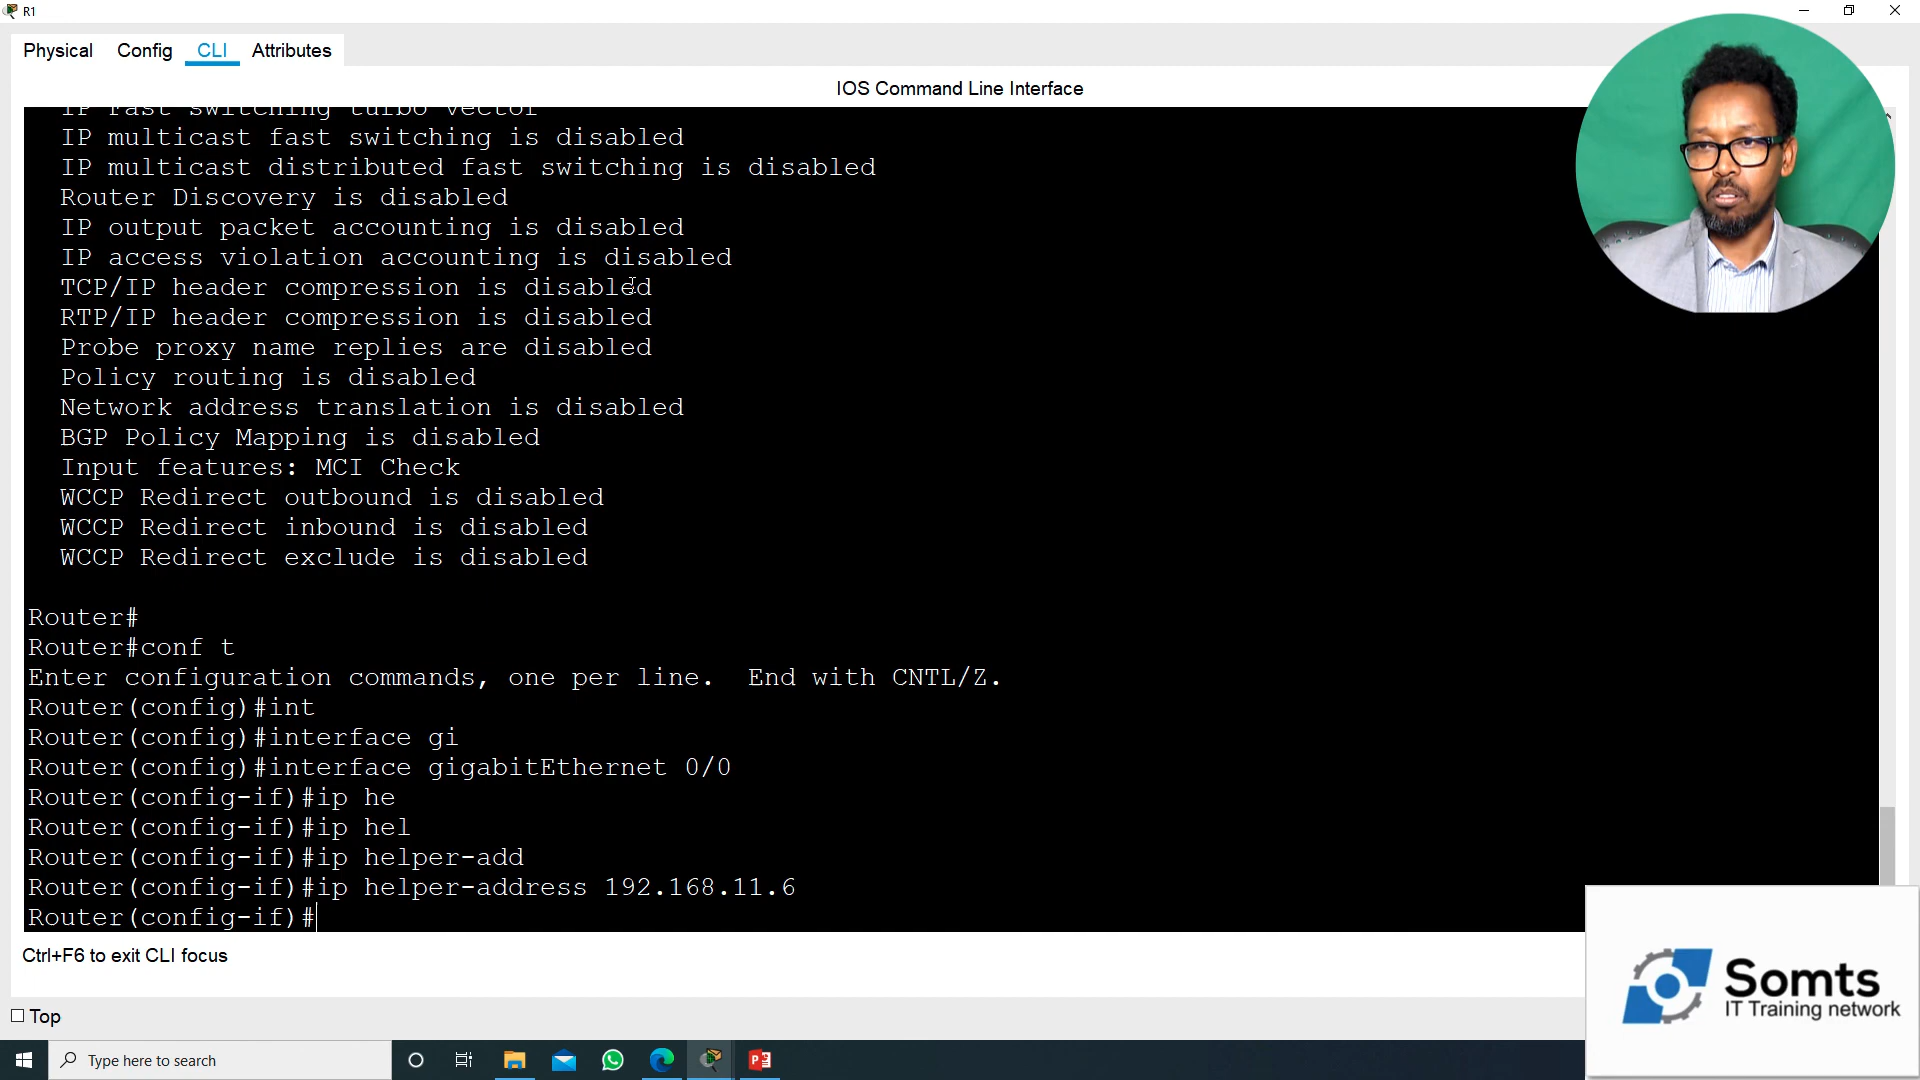 R1
Physical Config CLI Attributes
IOS Command Line Interface
IP Fast switching turbo vector
IP multicast fast switching is disabled
IP multicast distributed fast switching is disabled
Router Discovery is disabled
IP output packet accounting is disabled
IP access violation accounting is disabled
TCP/IP header compression is disabled
RTP/IP header compression is disabled
Probe proxy name replies are disabled
Policy routing is disabled
Network address translation is disabled
BGP Policy Mapping is disabled
Input features: MCI Check
WCCP Redirect outbound is disabled
WCCP Redirect inbound is disabled
WCCP Redirect exclude is disabled
Router#
Router#conf t
Enter configuration commands, one per line.  End with CNTL/Z.
Router(config)#int
Router(config)#interface gi
Router(config)#interface gigabitEthernet 0/0
Router(config-if)#ip he
Router(config-if)#ip hel
Router(config-if)#ip helper-add
Router(config-if)#ip helper-address 192.168.11.6
Router(config-if)#
Ctrl+F6 to exit CLI focus
Top
Somts
IT Training network
Type here to search